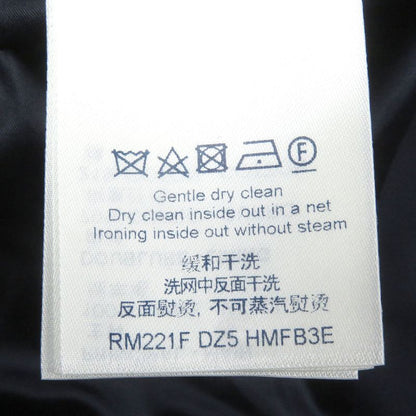 F
Gentle dry clean
Dry clean inside out in a net
Ironing inside out without steam
缓和干洗
洗网中反面干洗
反面熨烫, 不可蒸汽熨烫
RM221F DZ5 HMFB3E